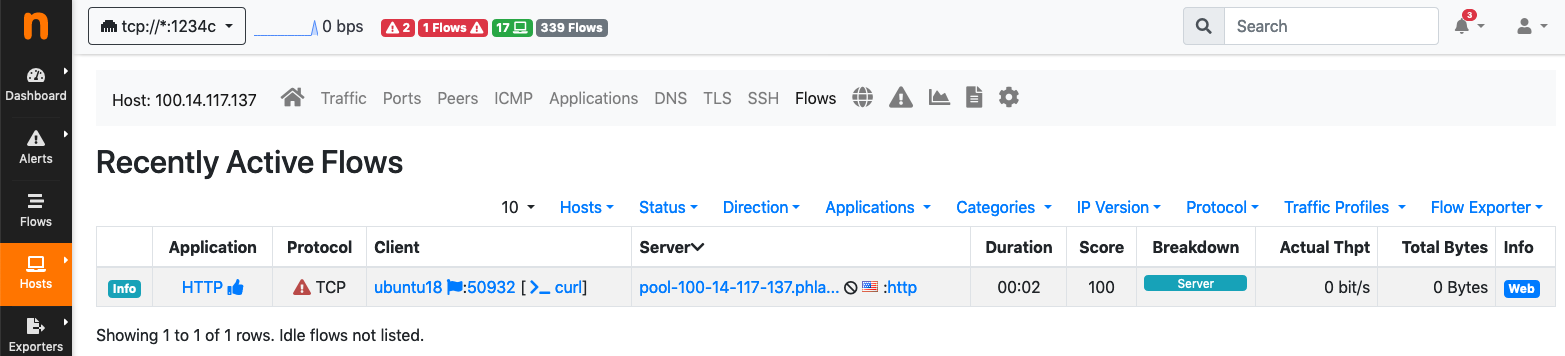 n
tcp://*:1234c
0 bps
2
1 Flows
17
339 Flows
Search
3
Dashboard
Alerts
Flows
Hosts
Exporters
Host: 100.14.117.137 Traffic Ports Peers ICMP Applications DNS TLS SSH Flows
Recently Active Flows
10 Hosts Status Direction Applications Categories IP Version Protocol Traffic Profiles Flow Exporter
Application Protocol Client Server Duration Score Breakdown Actual Thpt Total Bytes Info
Info HTTP TCP ubuntu18 :50932 [ >_ curl] pool-100-14-117-137.phla... :http 00:02 100 Server 0 bit/s 0 Bytes Web
Showing 1 to 1 of 1 rows. Idle flows not listed.